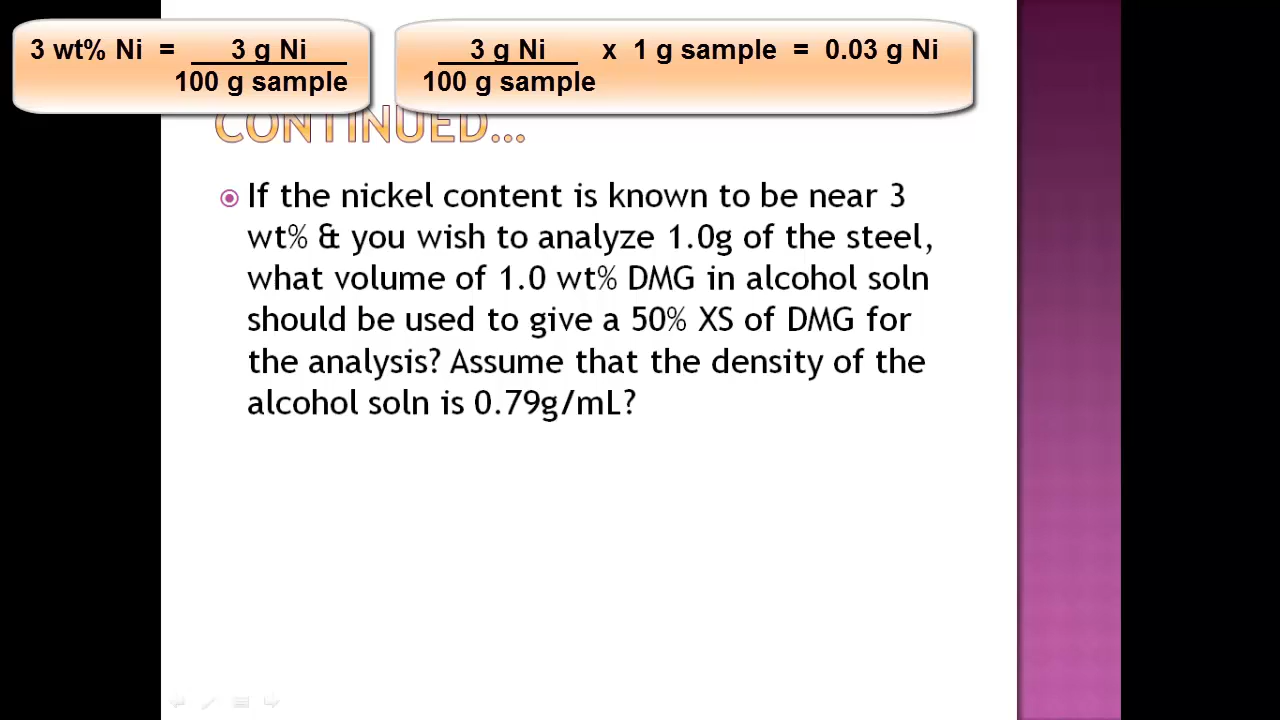 3 wt% Ni = 3 g Ni
100 g sample
3 g Ni x 1 g sample = 0.03 g Ni
100 g sample
CONTINUED...
If the nickel content is known to be near 3
wt% & you wish to analyze 1.0g of the steel,
what volume of 1.0 wt% DMG in alcohol soln
should be used to give a 50% XS of DMG for
the analysis? Assume that the density of the
alcohol soln is 0.79g/mL?